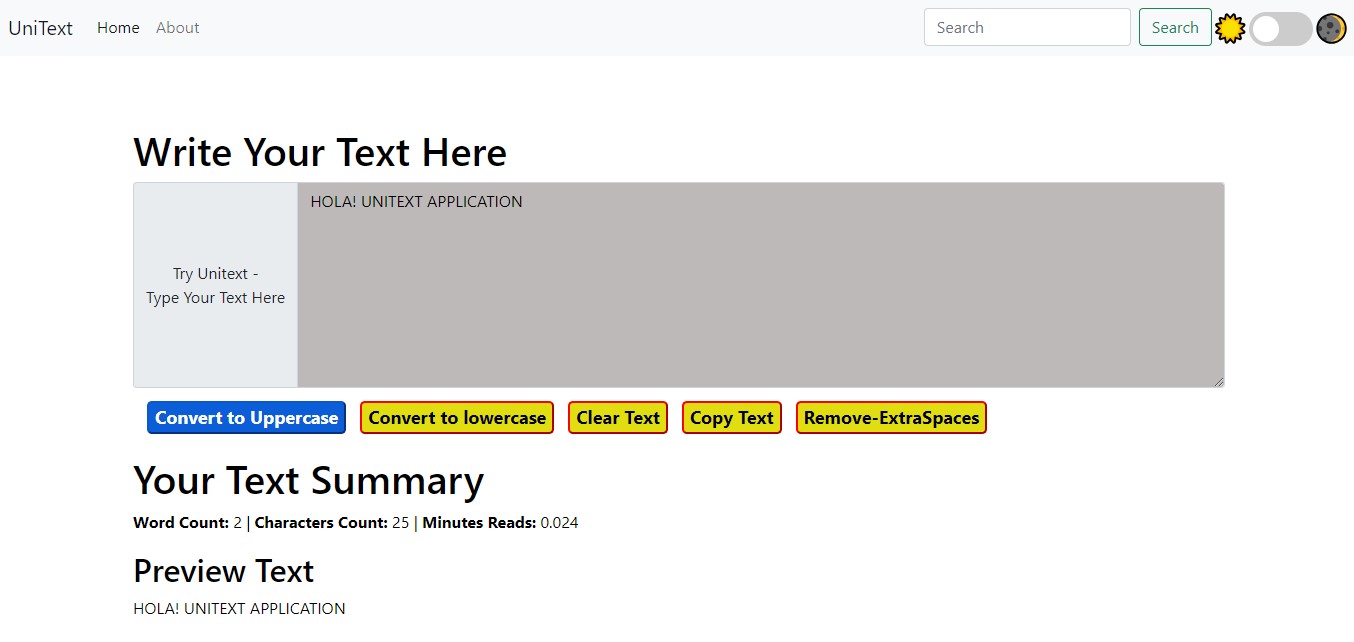 UniText Home About Search Search
Write Your Text Here
HOLA! UNITEXT APPLICATION
Try Unitext -
Type Your Text Here
Convert to Uppercase Convert to lowercase Clear Text Copy Text Remove-ExtraSpaces
Your Text Summary
Word Count: 2 | Characters Count: 25 | Minutes Reads: 0.024
Preview Text
HOLA! UNITEXT APPLICATION